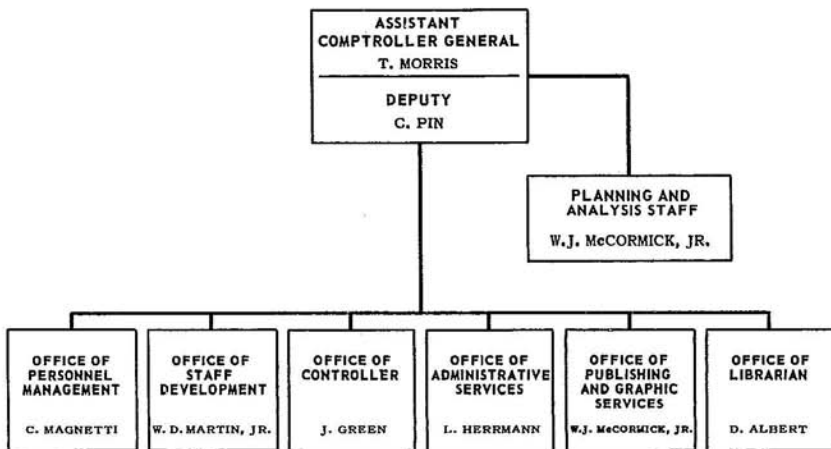 ASSISTANT
COMPTROLLER GENERAL
T. MORRIS
DEPUTY
C. PIN
PLANNING AND
ANALYSIS STAFF
W.J. McCORMICK, JR.
OFFICE OF
PERSONNEL
MANAGEMENT
C. MAGNETTI
OFFICE OF
STAFF
DEVELOPMENT
W. D. MARTIN, JR.
OFFICE OF
CONTROLLER
J. GREEN
OFFICE OF
ADMINISTRATIVE
SERVICES
L. HERRMANN
OFFICE OF
PUBLISHING
AND GRAPHIC
SERVICES
W.J. McCORMICK, JR.
OFFICE OF
LIBRARIAN
D. ALBERT